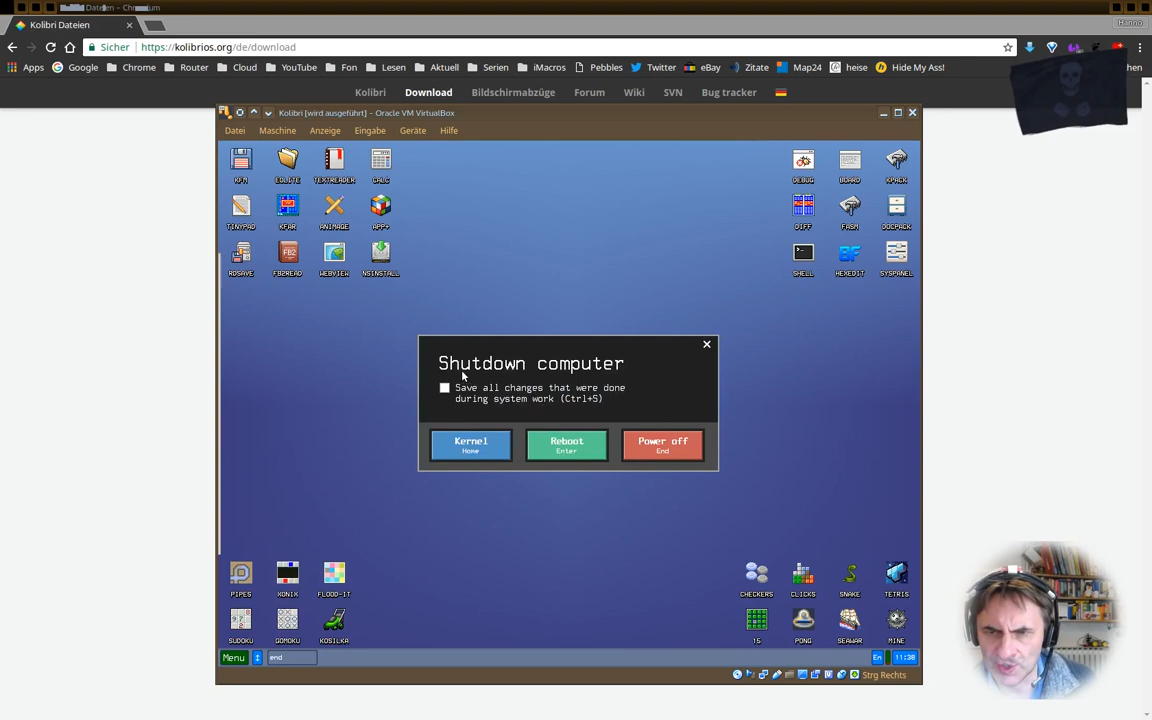 Dateien – Chromium
Kolibri Dateien
Hanno
Sicher https://kolibrios.org/de/download
Apps Google Chrome Router Cloud YouTube Fon Lesen Aktuell Serien iMacros Pebbles Twitter eBay Zitate Map24 heise Hide My Ass!
Kolibri Download Bildschirmabzüge Forum Wiki SVN Bug tracker
Kolibri [wird ausgeführt] - Oracle VM VirtualBox
Datei Maschine Anzeige Eingabe Geräte Hilfe
KFM EOLITE TEXTREADER CALC DEBUG BOARD KPACK
TINYPAD KFAR ANIMAGE APP+ DIFF FASM DOCPACK
RDSAVE FB2READ WEBVIEW NSINSTALL SHELL HEXEDIT SYSPANEL
Shutdown computer
Save all changes that were done
during system work (Ctrl+S)
Kernel Reboot Power off
Home Enter End
PIPES XONIX FLOOD-IT CHECKERS CLICKS SNAKE TETRIS
SUDOKU GOMOKU KOSILKA 15 PONG SEAWAR MINE
Menu end En 11:38
Strg Rechts